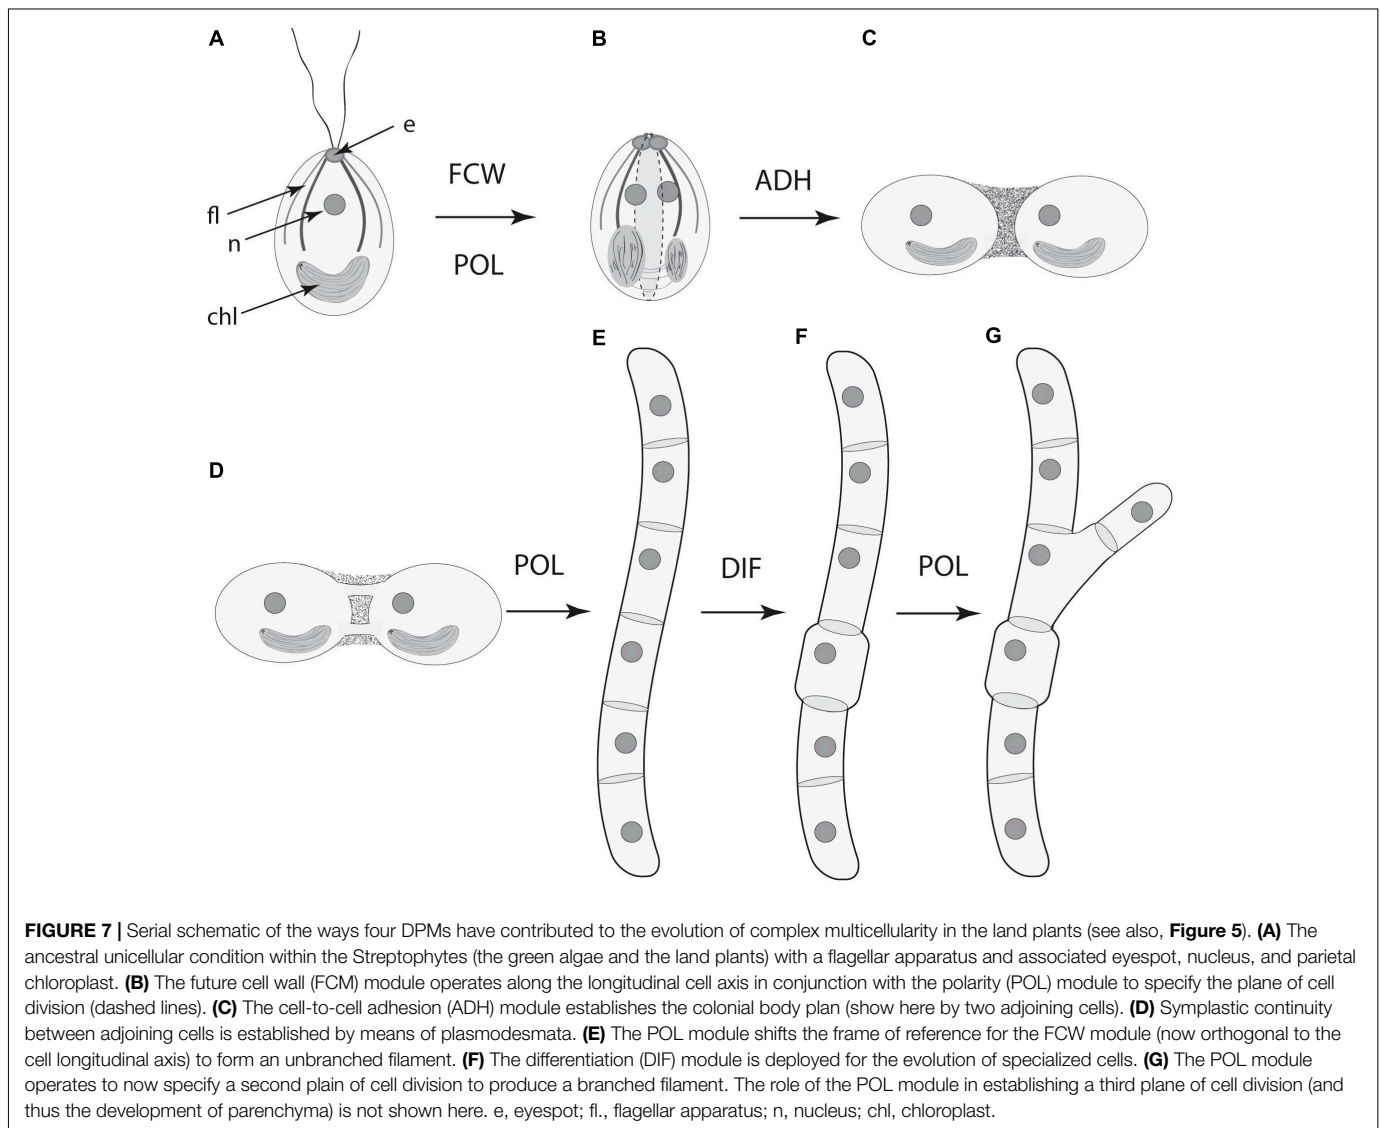 A
B
C
e
FCW
ADH
fl
n
POL
chl
E
F
G
D
POL
DIF
POL
FIGURE 7 | Serial schematic of the ways four DPMs have contributed to the evolution of complex multicellularity in the land plants (see also, Figure 5). (A) The
ancestral unicellular condition within the Streptophytes (the green algae and the land plants) with a flagellar apparatus and associated eyespot, nucleus, and parietal
chloroplast. (B) The future cell wall (FCM) module operates along the longitudinal cell axis in conjunction with the polarity (POL) module to specify the plane of cell
division (dashed lines). (C) The cell-to-cell adhesion (ADH) module establishes the colonial body plan (show here by two adjoining cells). (D) Symplastic continuity
between adjoining cells is established by means of plasmodesmata. (E) The POL module shifts the frame of reference for the FCW module (now orthogonal to the
cell longitudinal axis) to form an unbranched filament. (F) The differentiation (DIF) module is deployed for the evolution of specialized cells. (G) The POL module
operates to now specify a second plain of cell division to produce a branched filament. The role of the POL module in establishing a third plane of cell division (and
thus the development of parenchyma) is not shown here. e, eyespot; fl., flagellar apparatus; n, nucleus; chl, chloroplast.